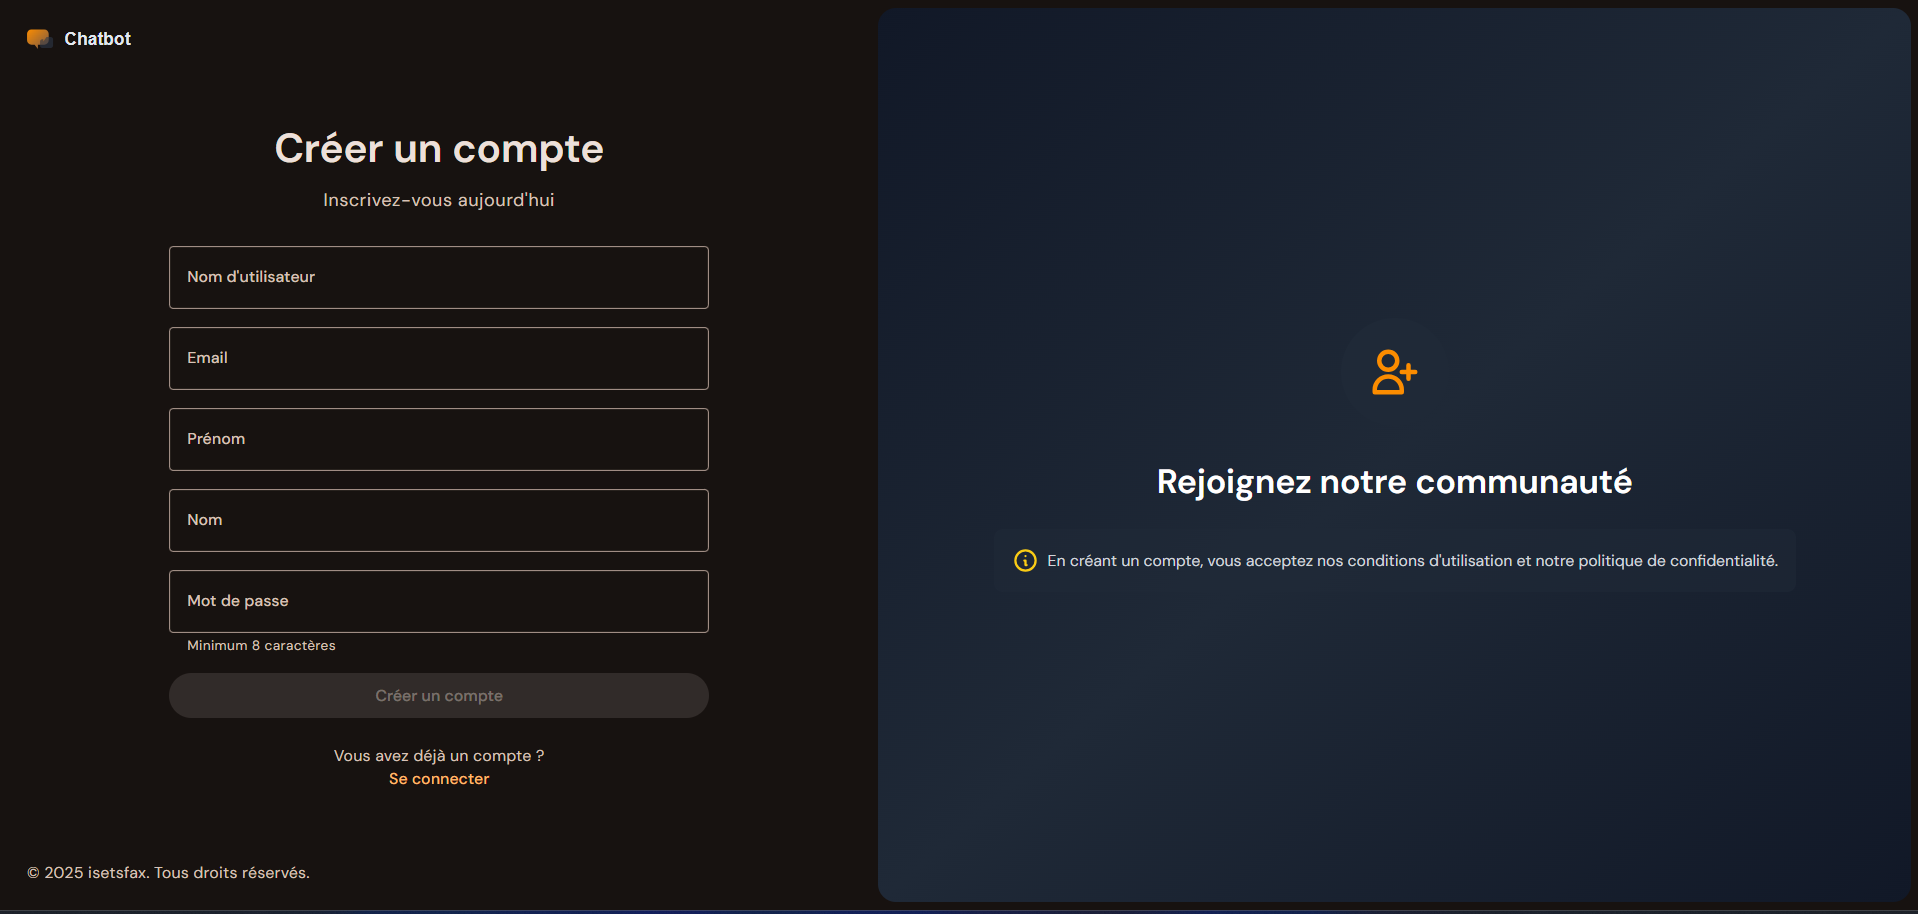 Chatbot
Créer un compte
Inscrivez-vous aujourd'hui
Nom d'utilisateur
Email
Prénom
Nom
Mot de passe
Minimum 8 caractères
Créer un compte
Vous avez déjà un compte ?
Se connecter
© 2025 isetsfax. Tous droits réservés.
Rejoignez notre communauté
En créant un compte, vous acceptez nos conditions d'utilisation et notre politique de confidentialité.